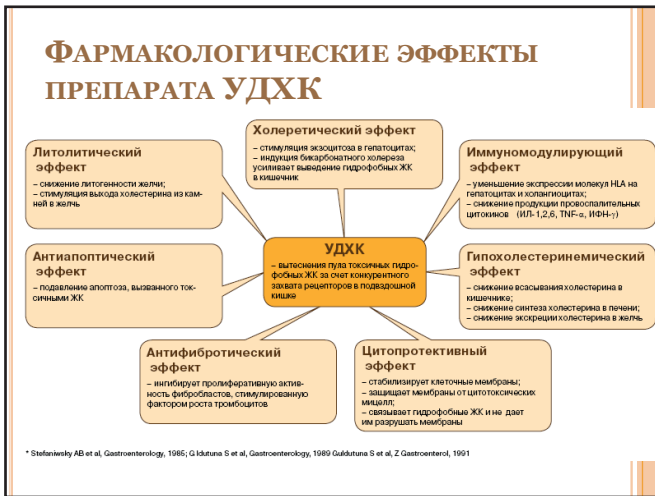 ФАРМАКОЛОГИЧЕСКИЕ ЭФФЕКТЫ
ПРЕПАРАТА УДХК
Холеретический эффект
– стимуляция экзоцитоза в гепатоцитах;
– индукция бикарбонатного холереза
усиливает выведение гидрофобных ЖК
в кишечник
Литолитический
эффект
– снижение литогенности желчи;
– стимуляция выхода холестерина из кам-
ней в желчь
Иммуномодулирующий
эффект
– уменьшение экспрессии молекул HLA на
гепатоцитах и холангиоцитах;
– снижение продукции провоспалительных
цитокинов (ИЛ-1,2,6, TNF-α, ИФН-γ)
Антиапоптический
эффект
– подавление апоптоза, вызванного ток-
сичными ЖК
УДХК
– вытеснения пула токсичных гидро-
фобных ЖК за счет конкурентного
захвата рецепторов в подвздошной
кишке
Гипохолестеринемический
эффект
– снижение всасывания холестерина в
кишечнике;
– снижение синтеза холестерина в печени;
– снижение экскреции холестерина в желчь
Антифибротический
эффект
– ингибирует пролиферативную актив-
ность фибробластов, стимулированную
фактором роста тромбоцитов
Цитопротективный
эффект
– стабилизирует клеточные мембраны;
– защищает мембраны от цитотоксических
мицелл;
– связывает гидрофобные ЖК и не дает
им разрушать мембраны
* Stefaniwsky AB et al, Gastroenterology, 1985; G ldutuna S et al, Gastroenterology, 1989 Guldutuna S et al, Z Gastroenterol, 1991